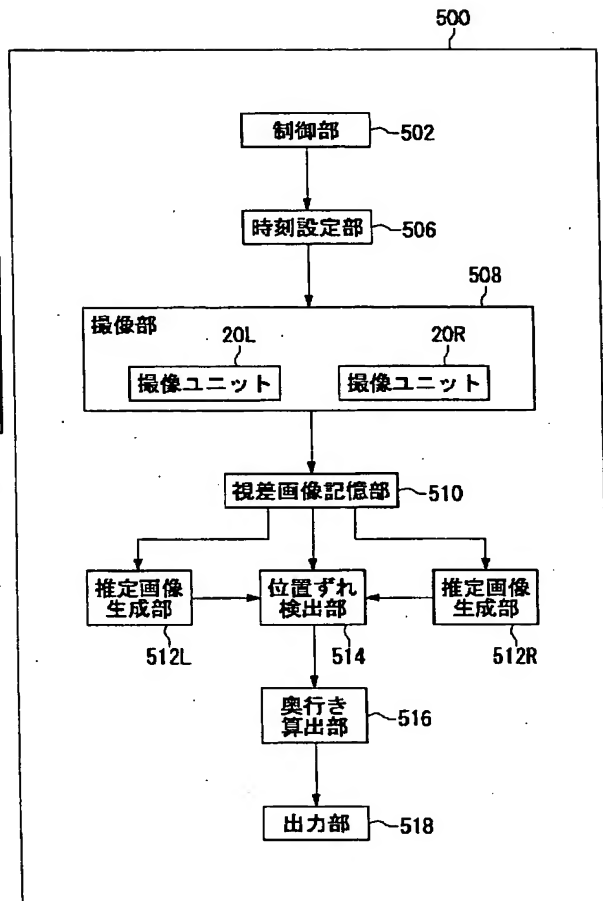 500
制御部
502
時刻設定部
506
508
撮像部
20L
20R
撮像ユニット
撮像ユニット
視差画像記憶部
510
推定画像
生成部
位置ずれ
検出部
推定画像
生成部
512L
514
512R
奥行き
算出部
516
出力部
518